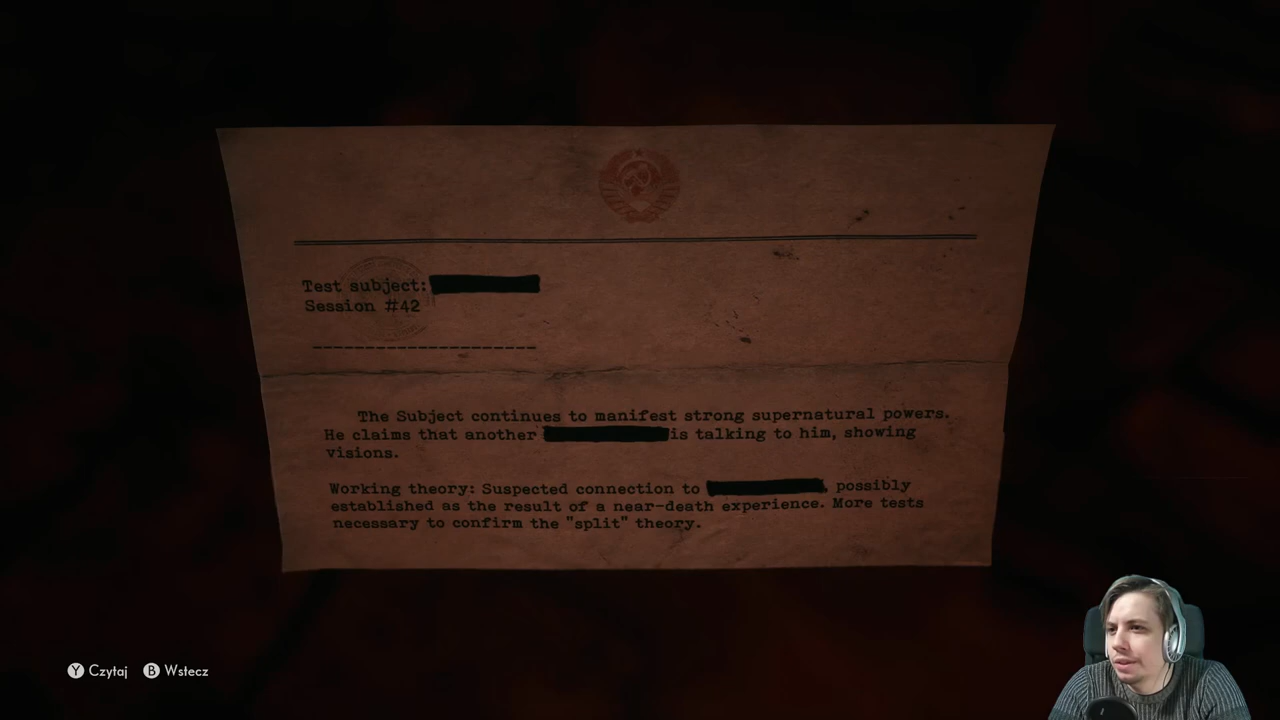 Test subject:
Session #42
The Subject continues to manifest strong supernatural powers.
He claims that another is talking to him, showing
visions.
Working theory: Suspected connection to , possibly
established as the result of a near-death experience. More tests
necessary to confirm the "split" theory.
Y Czytaj B Wstecz